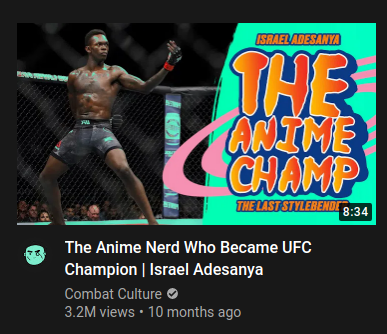 ISRAEL ADESANYA
THE
ANIME
CHAMP
THE LAST STYLEBENDER
8:34
The Anime Nerd Who Became UFC
Champion | Israel Adesanya
Combat Culture
3.2M views • 10 months ago